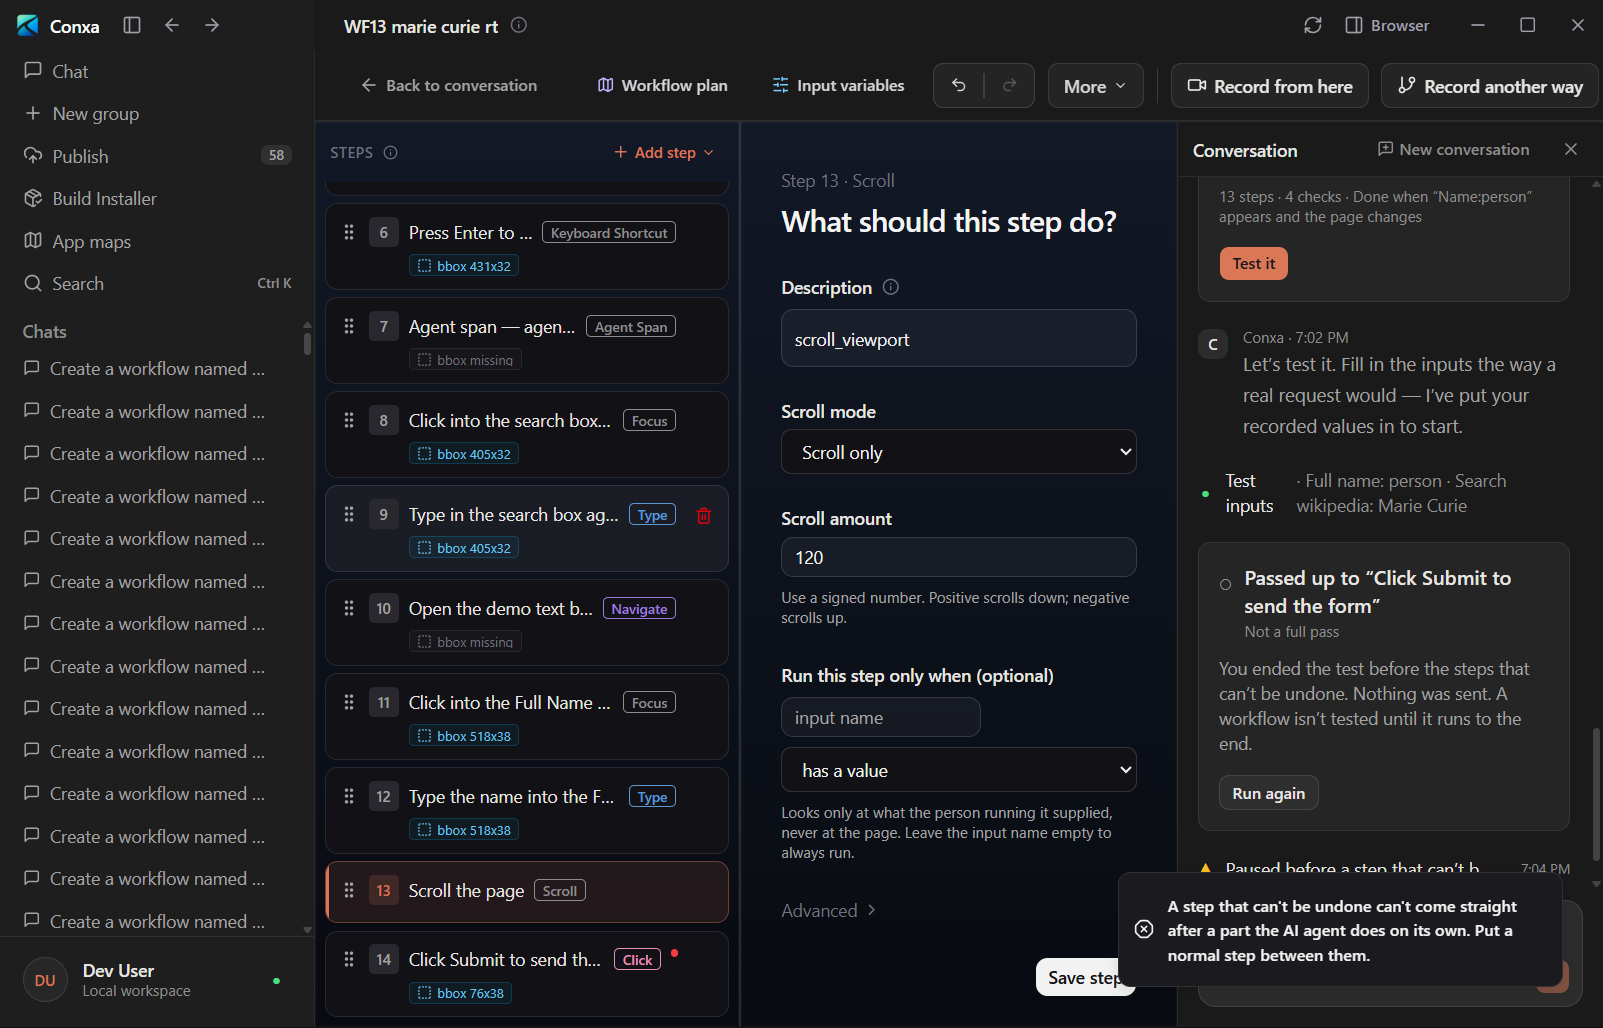 Conxa
WF13 marie curie rt
Browser
Chat
New group
Publish
58
Build Installer
App maps
Search
Ctrl K
Chats
Create a workflow named ...
Create a workflow named ...
Create a workflow named ...
Create a workflow named ...
Create a workflow named ...
Create a workflow named ...
Create a workflow named ...
Create a workflow named ...
Create a workflow named ...
Create a workflow named ...
Create a workflow named ...
Create a workflow named ...
Create a workflow named ...
Create a workflow named ...
DU
Dev User
Local workspace
Back to conversation
Workflow plan
Input variables
More
Record from here
Record another way
STEPS
Add step
6
Press Enter to ...
Keyboard Shortcut
bbox 431x32
7
Agent span — agen...
Agent Span
bbox missing
8
Click into the search box...
Focus
bbox 405x32
9
Type in the search box ag...
Type
bbox 405x32
10
Open the demo text b...
Navigate
bbox missing
11
Click into the Full Name ...
Focus
bbox 518x38
12
Type the name into the F...
Type
bbox 518x38
13
Scroll the page
Scroll
14
Click Submit to send th...
Click
bbox 76x38
Step 13 · Scroll
What should this step do?
Description
scroll_viewport
Scroll mode
Scroll only
Scroll amount
120
Use a signed number. Positive scrolls down; negative
scrolls up.
Run this step only when (optional)
input name
has a value
Looks only at what the person running it supplied,
never at the page. Leave the input name empty to
always run.
Advanced
Save step
Conversation
New conversation
13 steps · 4 checks · Done when “Name:person”
appears and the page changes
Test it
C
Conxa · 7:02 PM
Let’s test it. Fill in the inputs the way a
real request would — I’ve put your
recorded values in to start.
Test
inputs
· Full name: person · Search
wikipedia: Marie Curie
Passed up to “Click Submit to
send the form”
Not a full pass
You ended the test before the steps that
can’t be undone. Nothing was sent. A
workflow isn’t tested until it runs to the
end.
Run again
Paused before a step that can’t b...
7:04 PM
A step that can't be undone can't come straight
after a part the AI agent does on its own. Put a
normal step between them.